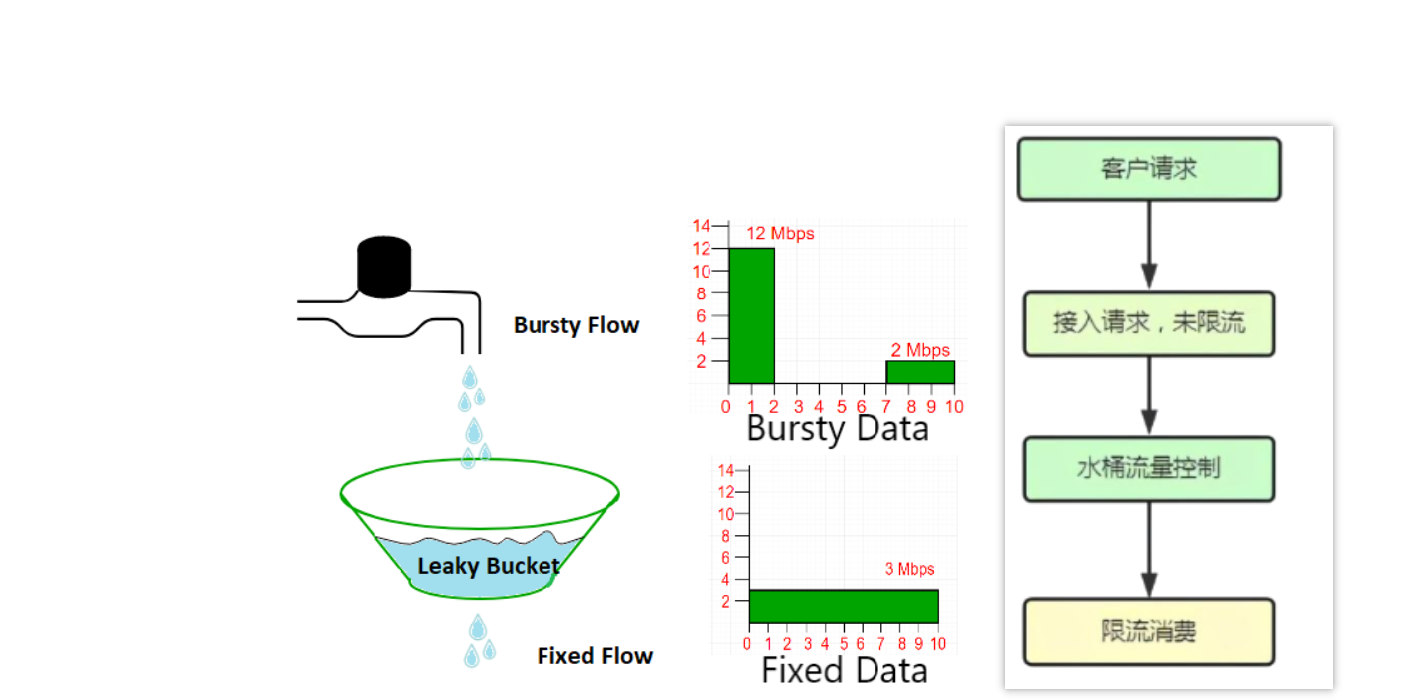 Bursty Flow
Leaky Bucket
Fixed Flow
14
12 Mbps
12
10
8
6
4
2 Mbps
2
0 1 2 3 4 5 6 7 8 9 10
Bursty Data
14
12
10
8
6
3 Mbps
4
2
0 1 2 3 4 5 6 7 8 9 10
Fixed Data
客户请求
接入请求，未限流
水桶流量控制
限流消费